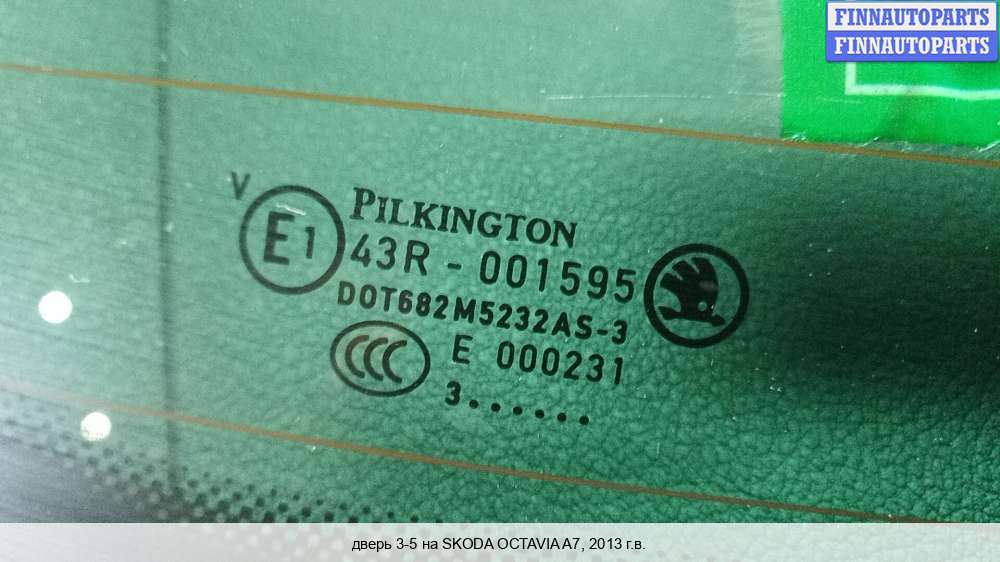 FINNAUTOPARTS
FINNAUTOPARTS
V
E1
PILKINGTON
43R - 001595
DOT682M5232AS-3
CCC
E 000231
3......
дверь 3-5 на SKODA OCTAVIA A7, 2013 г.в.